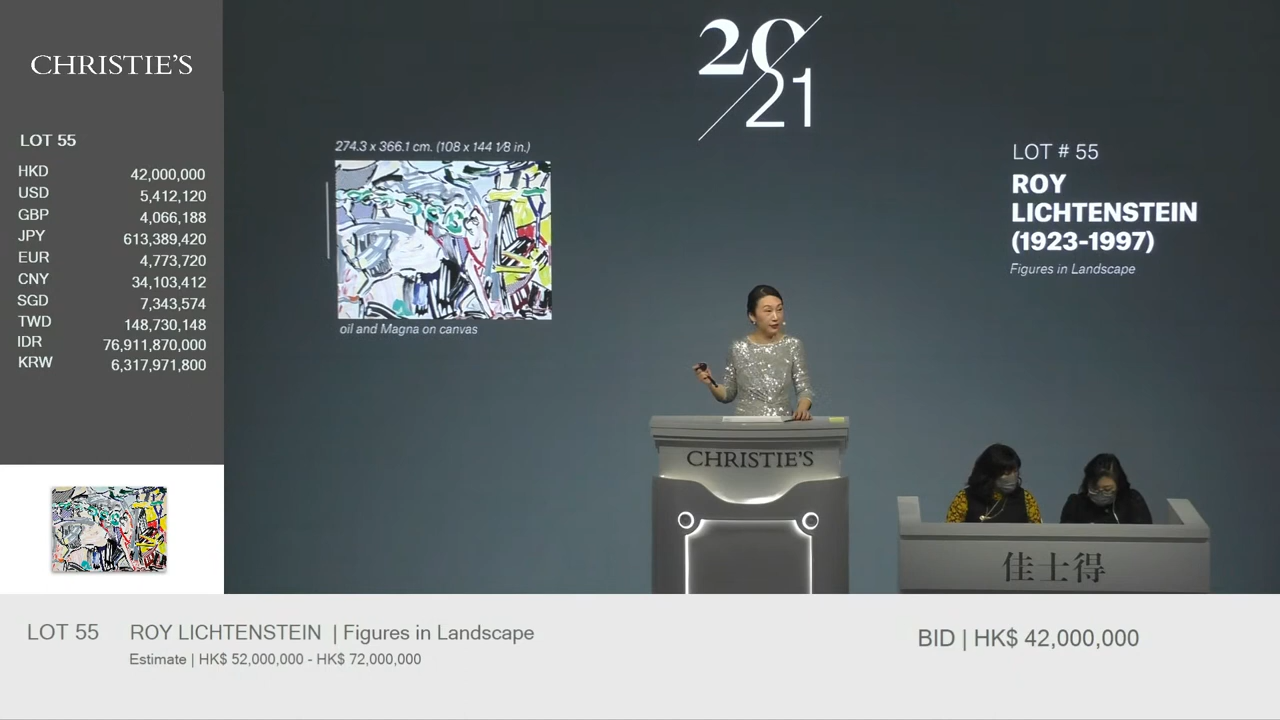 CHRISTIE'S
LOT 55
HKD 42,000,000
USD 5,412,120
GBP 4,066,188
JPY 613,389,420
EUR 4,773,720
CNY 34,103,412
SGD 7,343,574
TWD 148,730,148
IDR 76,911,870,000
KRW 6,317,971,800
20
21
274.3 x 366.1 cm. (108 x 144 1/8 in.)
oil and Magna on canvas
LOT # 55
ROY
LICHTENSTEIN
(1923-1997)
Figures in Landscape
CHRISTIE'S
佳士得
LOT 55 ROY LICHTENSTEIN | Figures in Landscape
Estimate | HK$ 52,000,000 - HK$ 72,000,000
BID | HK$ 42,000,000